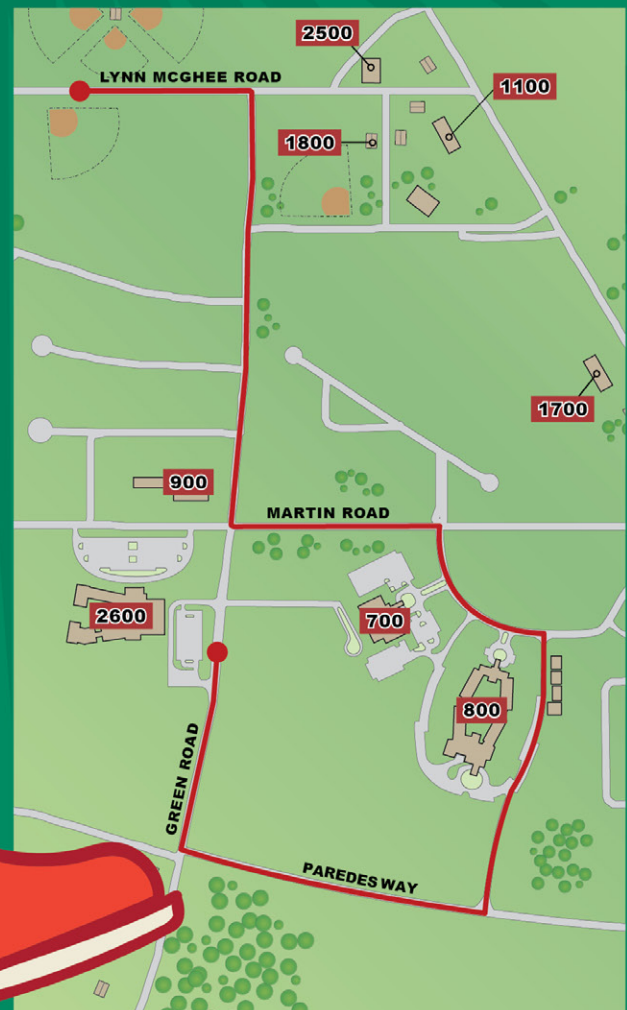 2500
LYNN MCGHEE ROAD
1100
1800
1700
900
MARTIN ROAD
2600
700
800
GREEN ROAD
PAREDES WAY